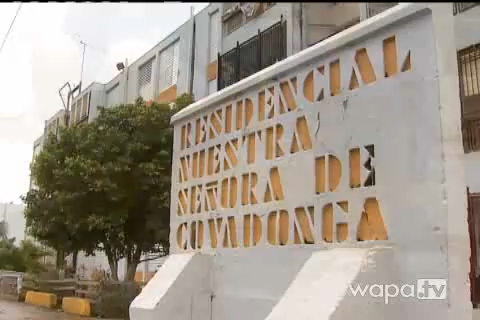 RESIDENCIAL
NUESTRA
SEÑORA DE
COVADONGA
wapa.tv